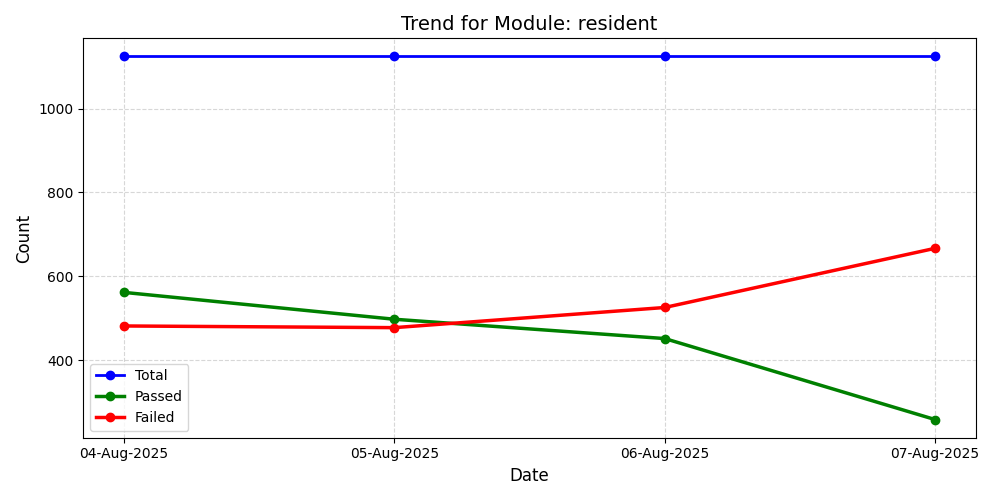 Trend for Module: resident
Count
1000
800
600
400
Total
Passed
Failed
04-Aug-2025
05-Aug-2025
06-Aug-2025
07-Aug-2025
Date